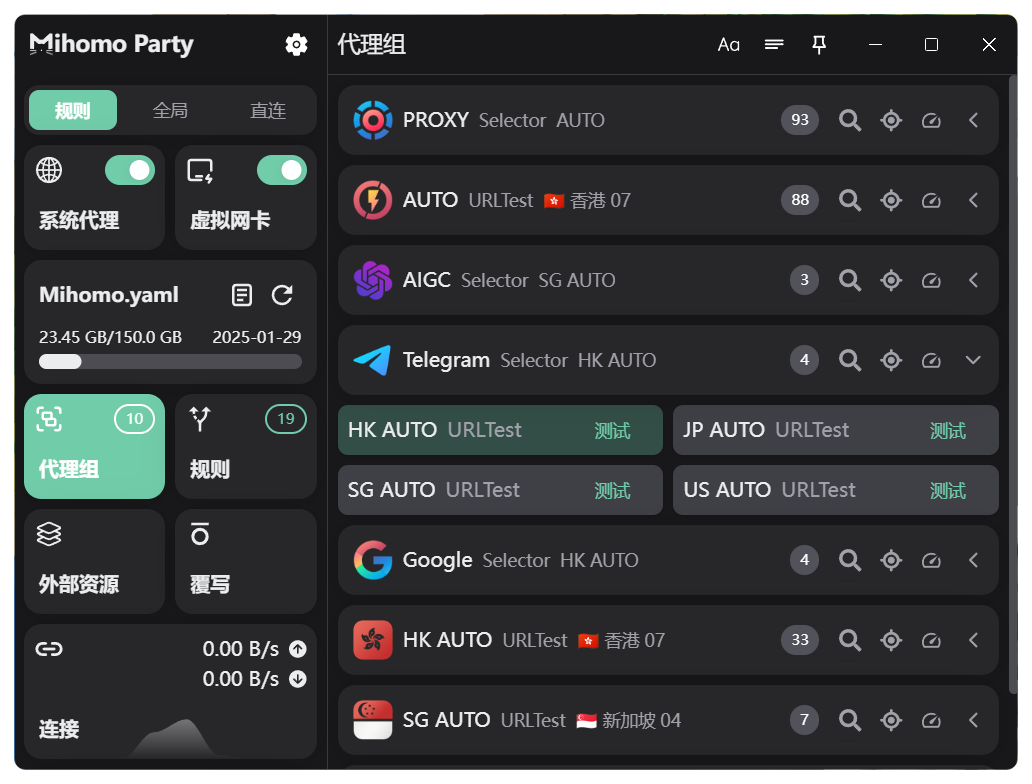 Mihomo Party
规则 全局 直连
系统代理
虚拟网卡
Mihomo.yaml
23.45 GB/150.0 GB 2025-01-29
10
代理组
19
规则
外部资源
覆写
0.00 B/s
0.00 B/s
连接
代理组 Aa
PROXY Selector AUTO 93
AUTO URLTest 🇭🇰 香港 07 88
AIGC Selector SG AUTO 3
Telegram Selector HK AUTO 4
HK AUTO URLTest 测试
JP AUTO URLTest 测试
SG AUTO URLTest 测试
US AUTO URLTest 测试
Google Selector HK AUTO 4
HK AUTO URLTest 🇭🇰 香港 07 33
SG AUTO URLTest 🇸🇬 新加坡 04 7